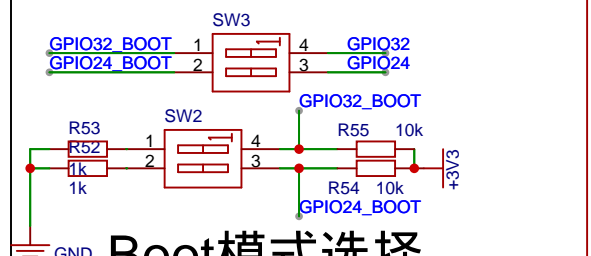 SW3
GPIO32_BOOT 1 4 GPIO32
GPIO24_BOOT 2 3 GPIO24
GPIO32_BOOT
SW2
R53 1 4 R55 10k
R52 2 3
1k
1k R54 10k
+3V3
GPIO24_BOOT
GND Boot模式选择